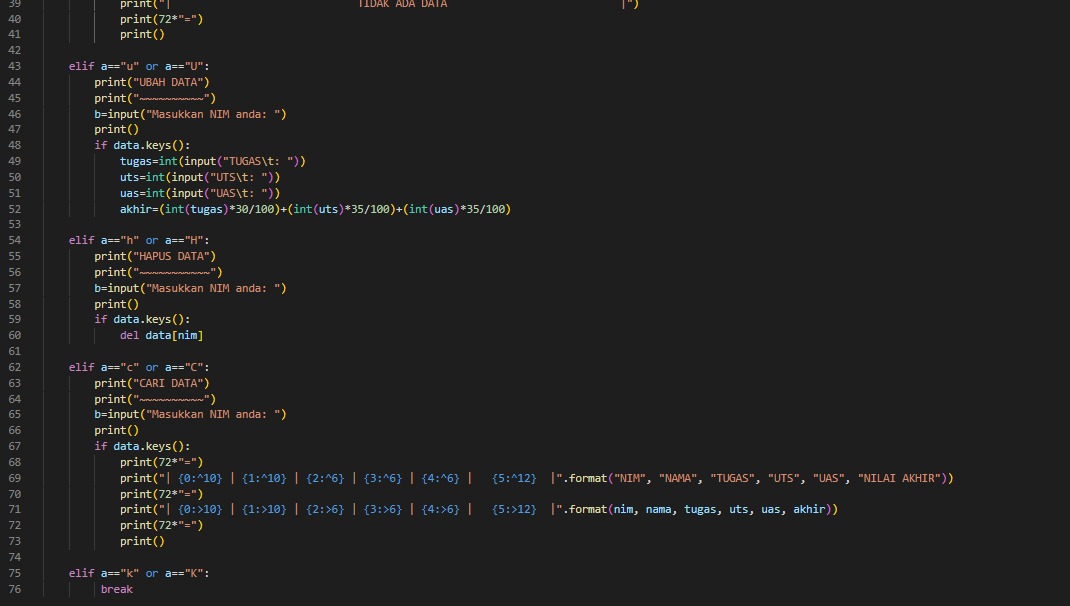 39 print("| TIDAK ADA DATA |")
40 print(72*"=")
41 print()
42
43 elif a=="u" or a=="U":
44 print("UBAH DATA")
45 print("~~~~~~~~~~")
46 b=input("Masukkan NIM anda: ")
47 print()
48 if data.keys():
49 tugas=int(input("TUGAS\t: "))
50 uts=int(input("UTS\t: "))
51 uas=int(input("UAS\t: "))
52 akhir=(int(tugas)*30/100)+(int(uts)*35/100)+(int(uas)*35/100)
53
54 elif a=="h" or a=="H":
55 print("HAPUS DATA")
56 print("~~~~~~~~~~~")
57 b=input("Masukkan NIM anda: ")
58 print()
59 if data.keys():
60 del data[nim]
61
62 elif a=="c" or a=="C":
63 print("CARI DATA")
64 print("~~~~~~~~~~")
65 b=input("Masukkan NIM anda: ")
66 print()
67 if data.keys():
68 print(72*"=")
69 print("| {0:^10} | {1:^10} | {2:^6} | {3:^6} | {4:^6} |   {5:^12}  |".format("NIM", "NAMA", "TUGAS", "UTS", "UAS", "NILAI AKHIR"))
70 print(72*"=")
71 print("| {0:>10} | {1:>10} | {2:>6} | {3:>6} | {4:>6} |   {5:>12}  |".format(nim, nama, tugas, uts, uas, akhir))
72 print(72*"=")
73 print()
74
75 elif a=="k" or a=="K":
76 break